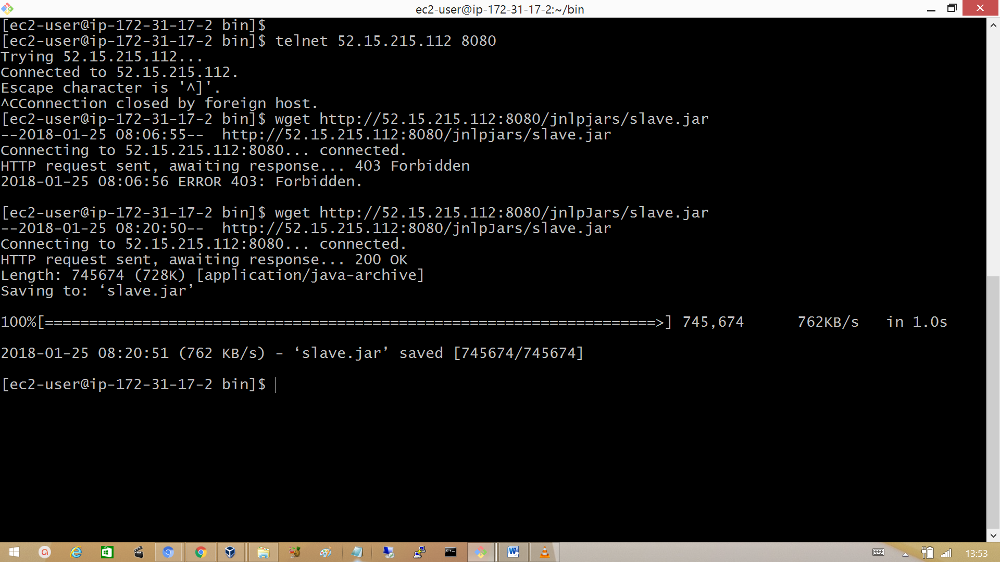 ec2-user@ip-172-31-17-2:~/bin
[ec2-user@ip-172-31-17-2 bin]$
[ec2-user@ip-172-31-17-2 bin]$ telnet 52.15.215.112 8080
Trying 52.15.215.112...
Connected to 52.15.215.112.
Escape character is '^]'.
^CConnection closed by foreign host.
[ec2-user@ip-172-31-17-2 bin]$ wget http://52.15.215.112:8080/jnlpjars/slave.jar
--2018-01-25 08:06:55--  http://52.15.215.112:8080/jnlpjars/slave.jar
Connecting to 52.15.215.112:8080... connected.
HTTP request sent, awaiting response... 403 Forbidden
2018-01-25 08:06:56 ERROR 403: Forbidden.
[ec2-user@ip-172-31-17-2 bin]$ wget http://52.15.215.112:8080/jnlpJars/slave.jar
--2018-01-25 08:20:50--  http://52.15.215.112:8080/jnlpJars/slave.jar
Connecting to 52.15.215.112:8080... connected.
HTTP request sent, awaiting response... 200 OK
Length: 745674 (728K) [application/java-archive]
Saving to: ‘slave.jar’
100%[=====================================================================>] 745,674      762KB/s   in 1.0s
2018-01-25 08:20:51 (762 KB/s) - ‘slave.jar’ saved [745674/745674]
[ec2-user@ip-172-31-17-2 bin]$
13:53